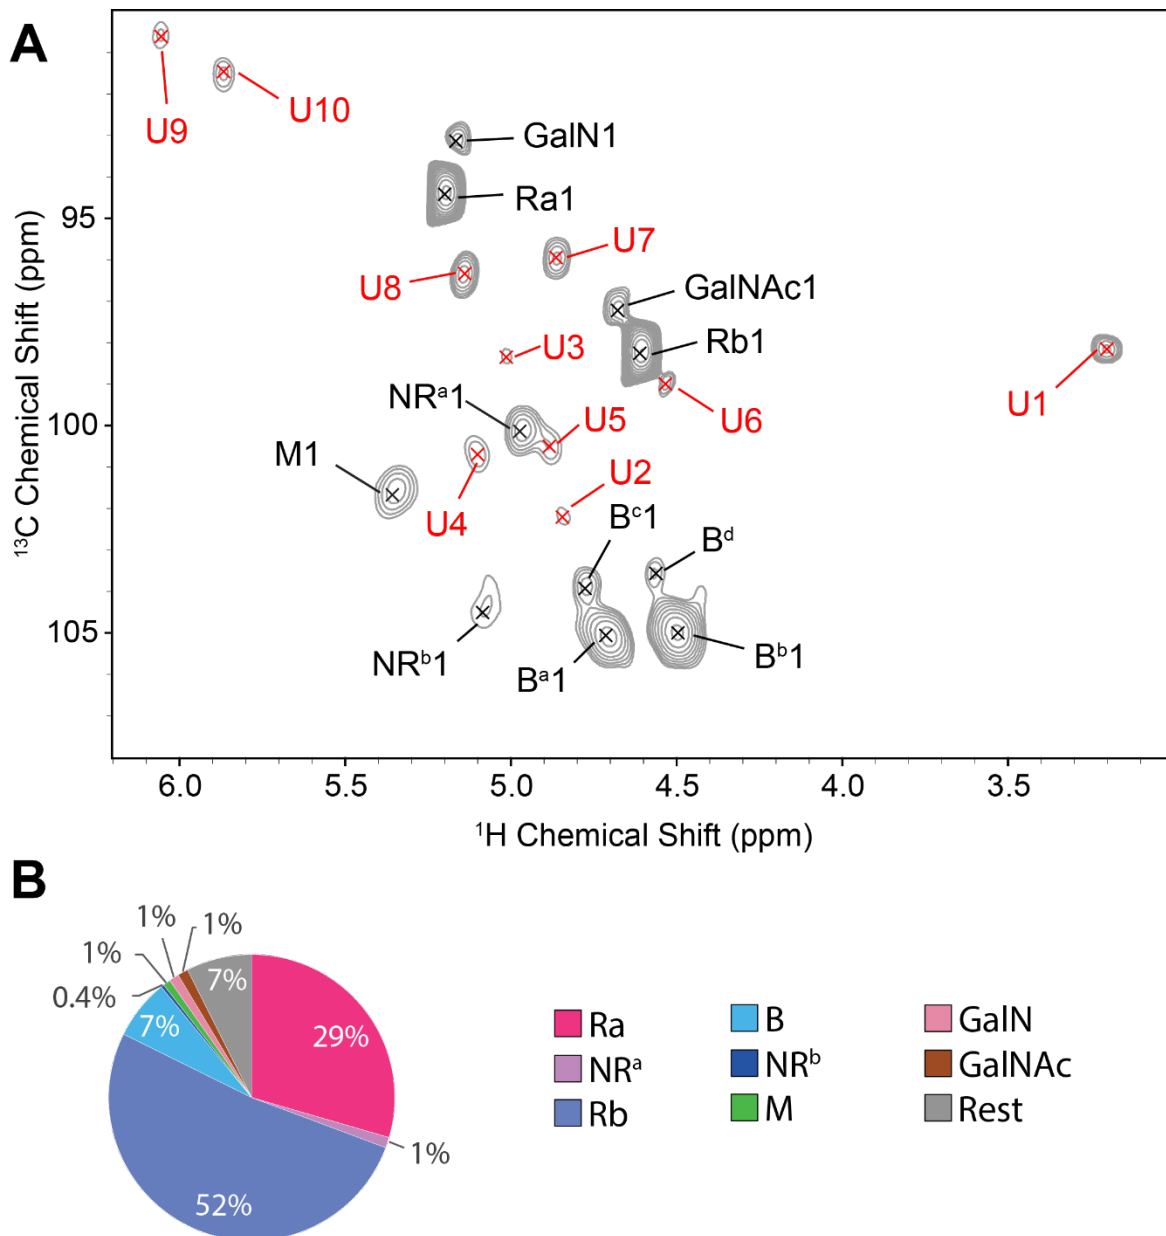 A
U9
U10
GalN1
Ra1
U7
U8
GalNAc1
U3
Rb1
NRᵃ1
U5
U6
U1
M1
U4
U2
Bᶜ1
Bᵈ
NRᵇ1
Bᵃ1
Bᵇ1
95
100
105
¹³C Chemical Shift (ppm)
6.0 5.5 5.0 4.5 4.0 3.5
¹H Chemical Shift (ppm)
B
1%
1%
1%
0.4%
7%
7%
29%
1%
52%
Ra B GalN
NRᵃ NRᵇ GalNAc
Rb M Rest